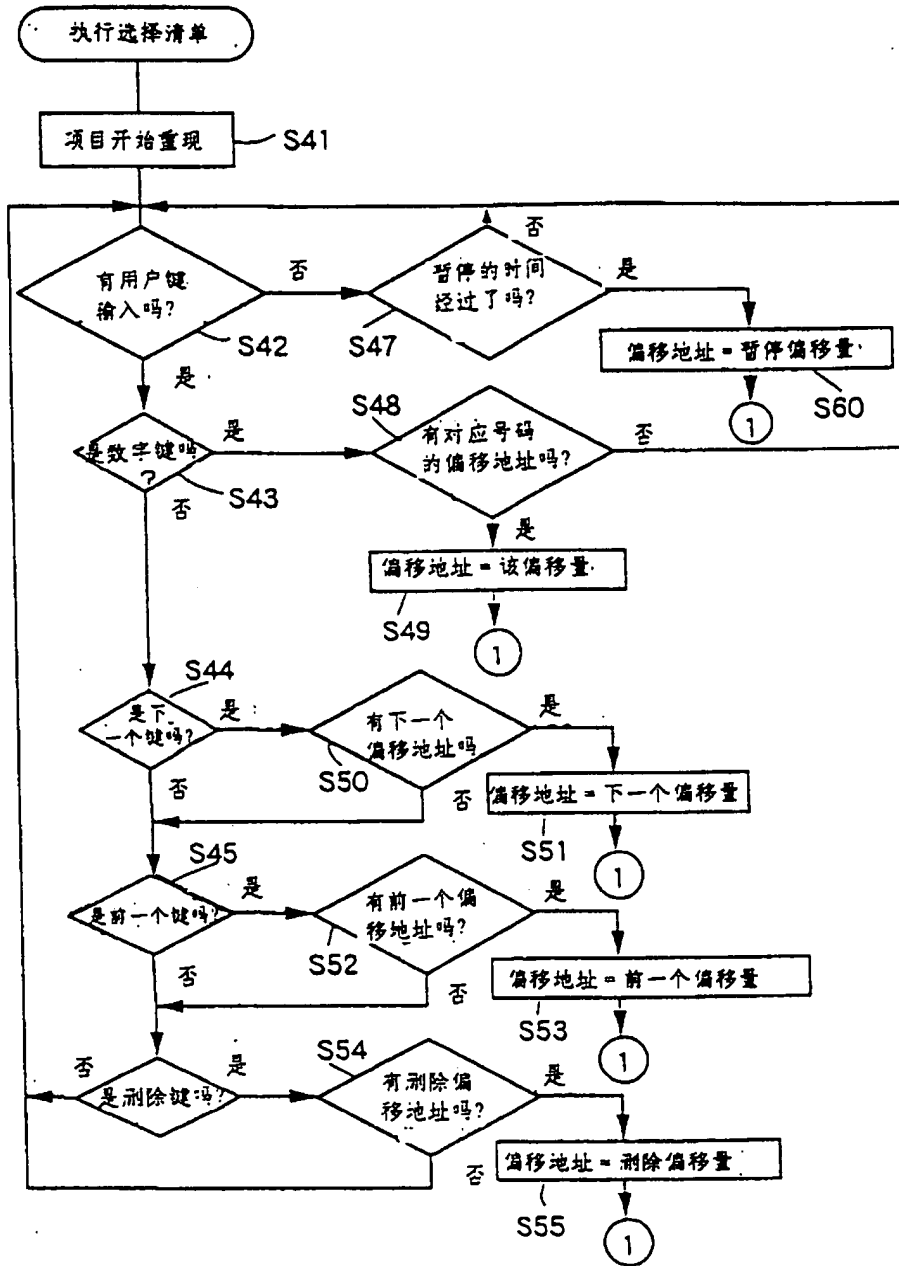 执行选择清单
项目开始重现
S41
有用户键
输入吗?
否
S42
是
暂停的时间
经过了吗?
否
是
S47
偏移地址=暂停偏移量
S60
1
是数字键吗
?
是
S43
否
S48
有对应号码
的偏移地址吗?
否
是
偏移地址=该偏移量
S49
1
S44
是下
一个键吗?
是
否
有下一个
偏移地址吗
S50
是
否
偏移地址=下一个偏移量
S51
1
S45
是前一个键吗?
是
否
有前一个偏
移地址吗?
S52
是
否
偏移地址=前一个偏移量
S53
1
否
是删除键吗?
是
S54
有删除偏
移地址吗?
是
否
偏移地址=删除偏移量
S55
1